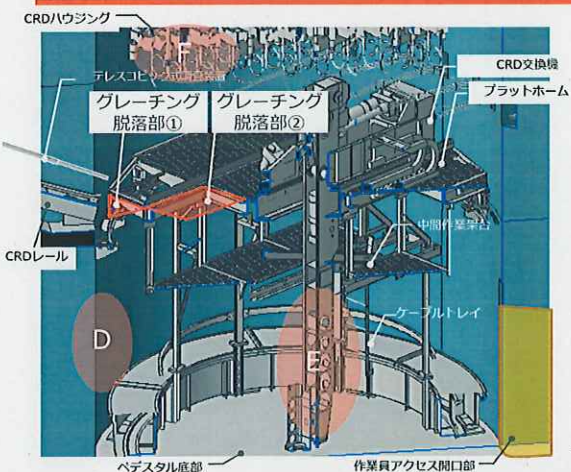 CRDハウジング
F
テレスコピック式調査装置
CRD交換機
プラットホーム
グレーチング
脱落部①
グレーチング
脱落部②
中間作業架台
CRDレール
D
E
ケーブルトレイ
ペデスタル底部
作業員アクセス開口部